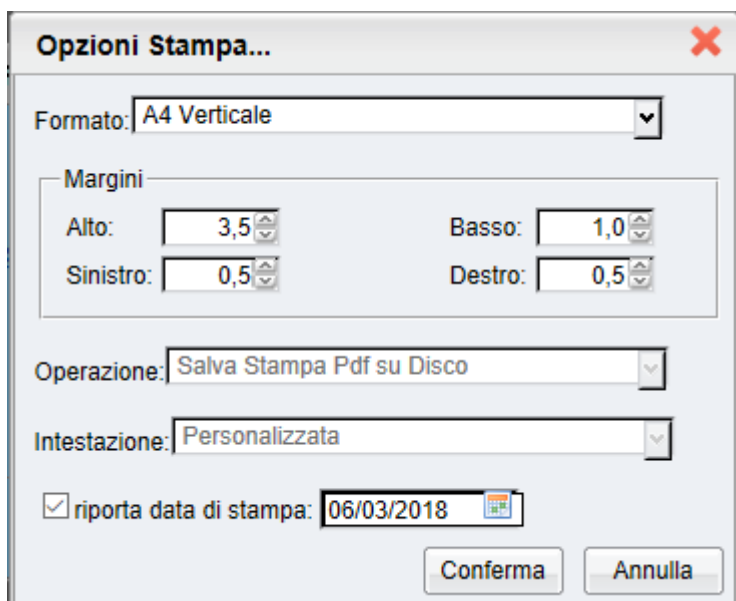 Opzioni Stampa...
Formato: A4 Verticale
Margini
Alto: 3,5 Basso: 1,0
Sinistro: 0,5 Destro: 0,5
Operazione: Salva Stampa Pdf su Disco
Intestazione: Personalizzata
riporta data di stampa: 06/03/2018
Conferma Annulla